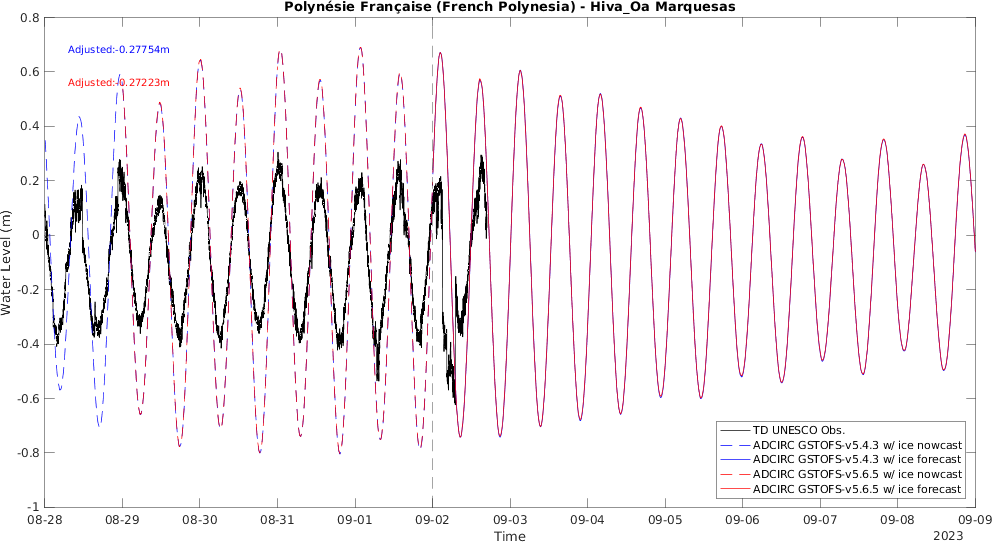 Polynésie Française (French Polynesia) - Hiva_Oa Marquesas
0.8
0.6
0.4
0.2
0
-0.2
-0.4
-0.6
-0.8
-1
Water Level (m)
Adjusted:-0.27754m
Adjusted:-0.27223m
TD UNESCO Obs.
ADCIRC GSTOFS-v5.4.3 w/ ice nowcast
ADCIRC GSTOFS-v5.4.3 w/ ice forecast
ADCIRC GSTOFS-v5.6.5 w/ ice nowcast
ADCIRC GSTOFS-v5.6.5 w/ ice forecast
08-28 08-29 08-30 08-31 09-01 09-02 09-03 09-04 09-05 09-06 09-07 09-08 09-09
Time
2023